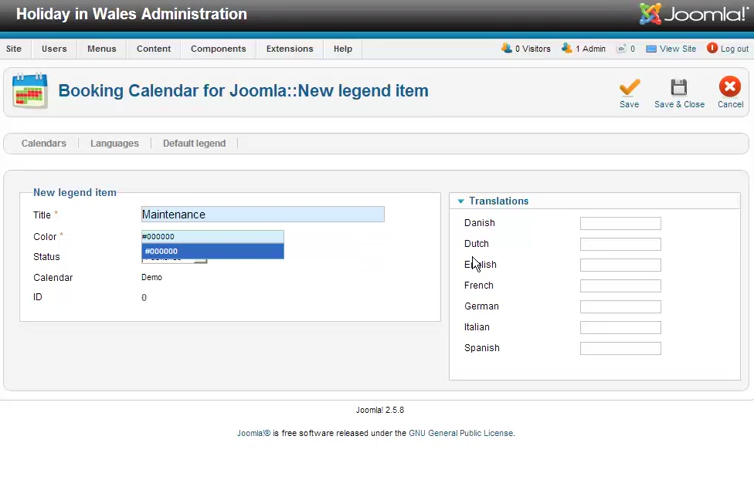 Holiday in Wales Administration
Joomla!®
Site Users Menus Content Components Extensions Help 0 Visitors 1 Admin 0 View Site Log out
Booking Calendar for Joomla::New legend item
Save Save & Close Cancel
Calendars Languages Default legend
New legend item
Title * Maintenance
Color * #000000
#000000
Status
Calendar Demo
ID 0
Translations
Danish
Dutch
English
French
German
Italian
Spanish
Joomla! 2.5.8
Joomla!® is free software released under the GNU General Public License.